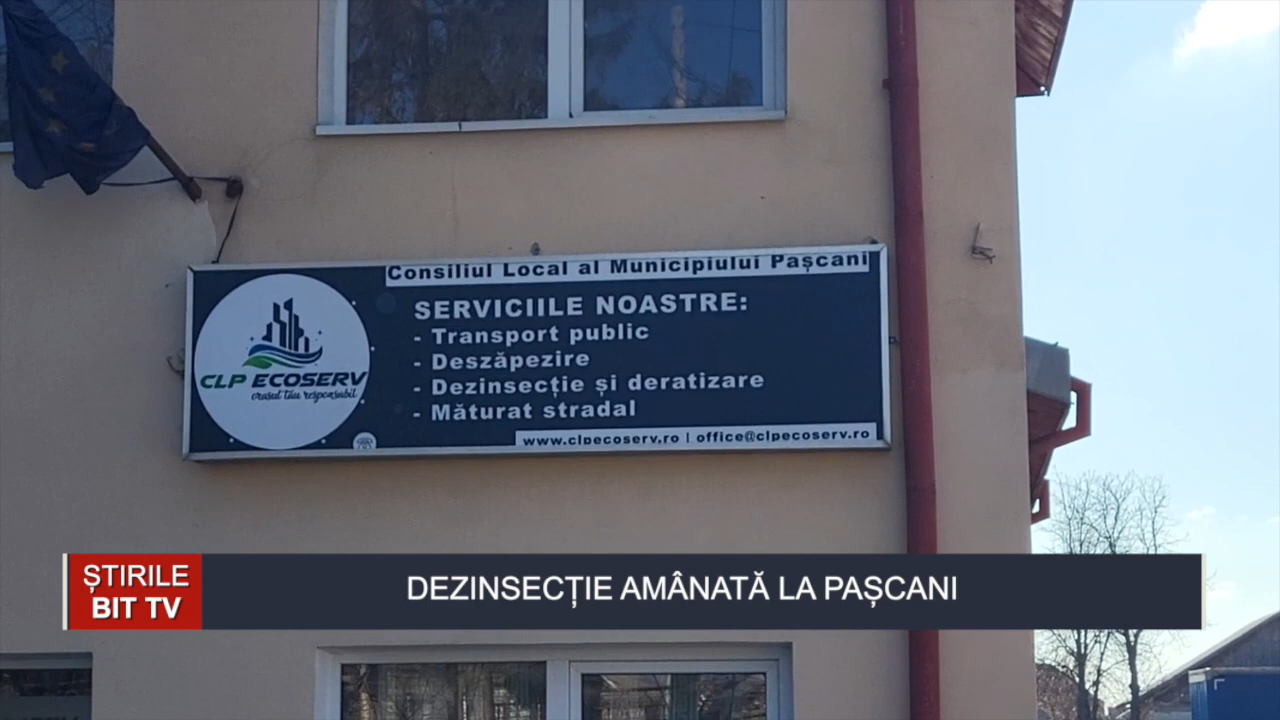 Consiliul Local al Municipiului Pașcani
SERVICIILE NOASTRE:
- Transport public
- Deszăpezire
- Dezinsecție și deratizare
- Măturat stradal
www.clpecoserv.ro | office@clpecoserv.ro
CLP ECOSERV
orașul tău responsabil
ȘTIRILE
BIT TV
DEZINSECȚIE AMÂNATĂ LA PAȘCANI